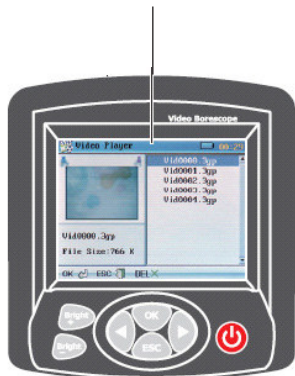 Video Borescope
Video Player
Vid0000.3gp
Vid0001.3gp
Vid0002.3gp
Vid0003.3gp
Vid0004.3gp
Vid0000.3gp
File Size:766 K
OK ESC DEL
Bright +
Bright -
OK
ESC